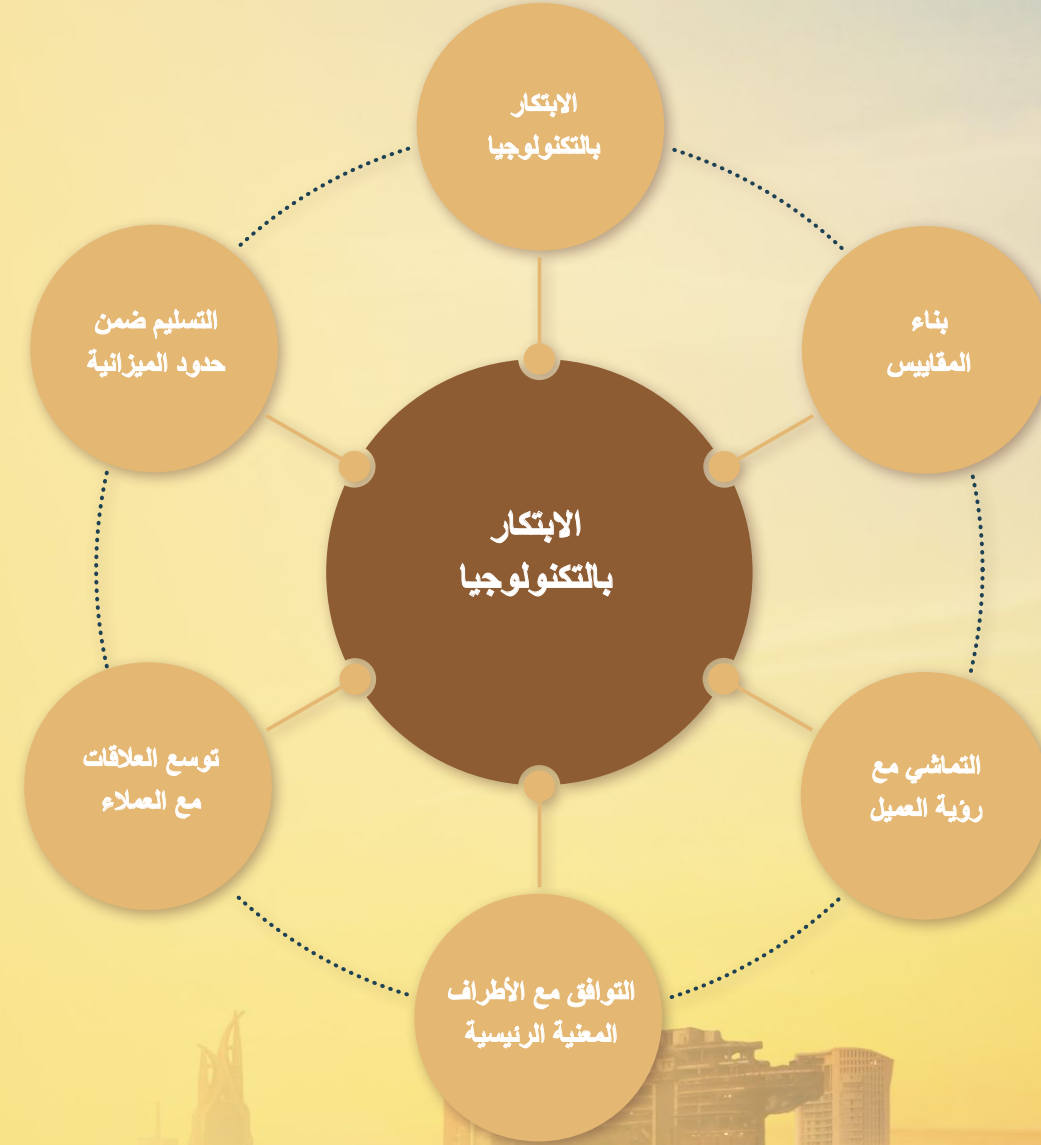 الابتكار
بالتكنولوجيا
بناء
المقاييس
التسليم ضمن
حدود الميزانية
الابتكار
بالتكنولوجيا
التماشي مع
رؤية العميل
توسع العلاقات
مع العملاء
التوافق مع الأطراف
المعنية الرئيسية